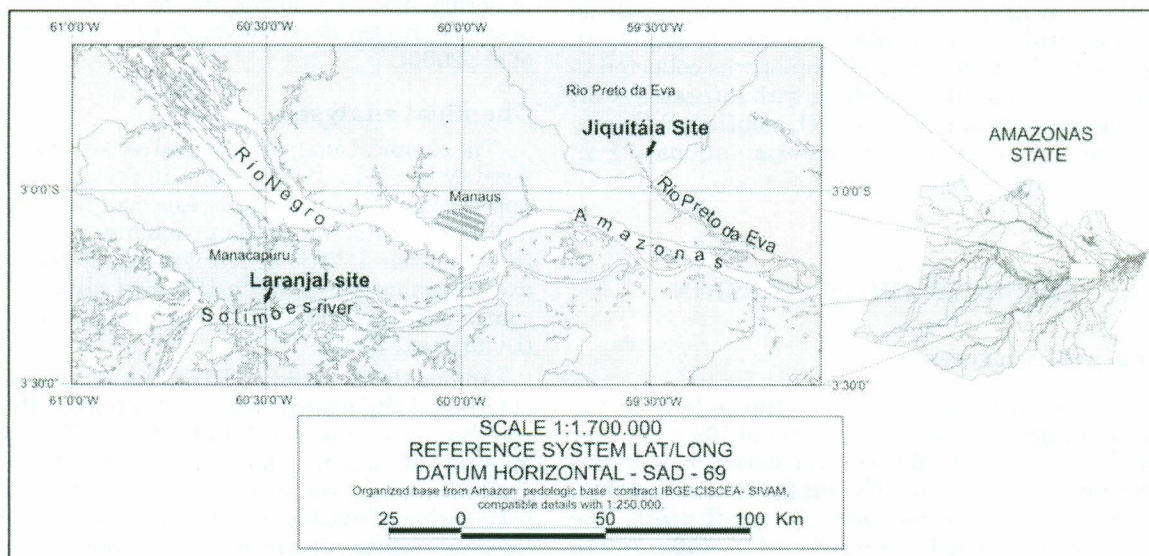 61°0'0"W 60°30'0"W 60°0'0"W 59°30'0"W
Rio Preto da Eva
Jiquitáia Site
AMAZONAS
STATE
Rio Negro
3°0'0"S
3°0'0"S
Manaus
Rio Preto da Eva
Amazonas
Manacapuru
Laranjal site
Solimões river
3°30'0"
3°30'0"
61°0'0"W 60°30'0"W 60°0'0"W 59°30'0"W
SCALE 1:1.700.000
REFERENCE SYSTEM LAT/LONG
DATUM HORIZONTAL - SAD - 69
Organized base from Amazon pedologic base contract IBGE-CISCEA- SIVAM,
compatible details with 1:250.000.
25 0 50 100 Km